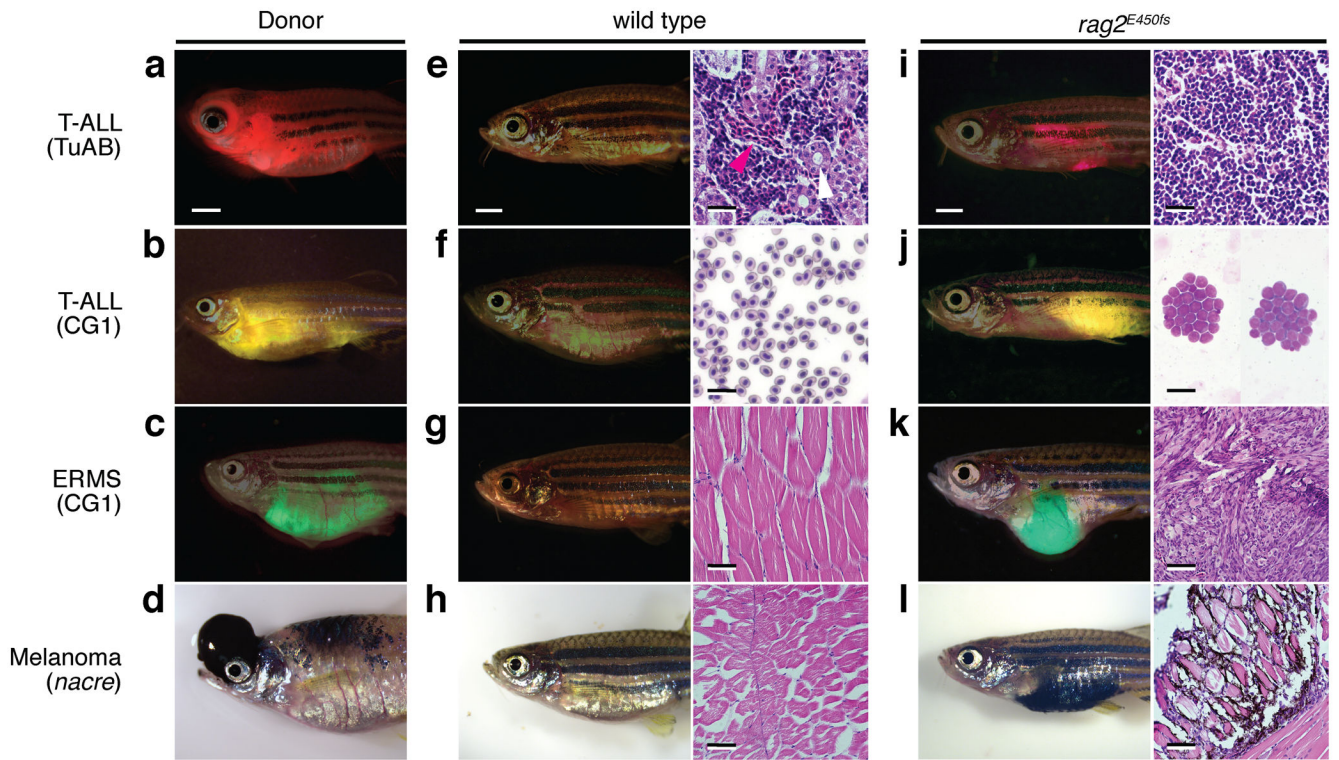 Donor
wild type
rag2E450fs
a
e
i
T-ALL
(TuAB)
b
f
j
T-ALL
(CG1)
c
g
k
ERMS
(CG1)
d
h
l
Melanoma
(nacre)